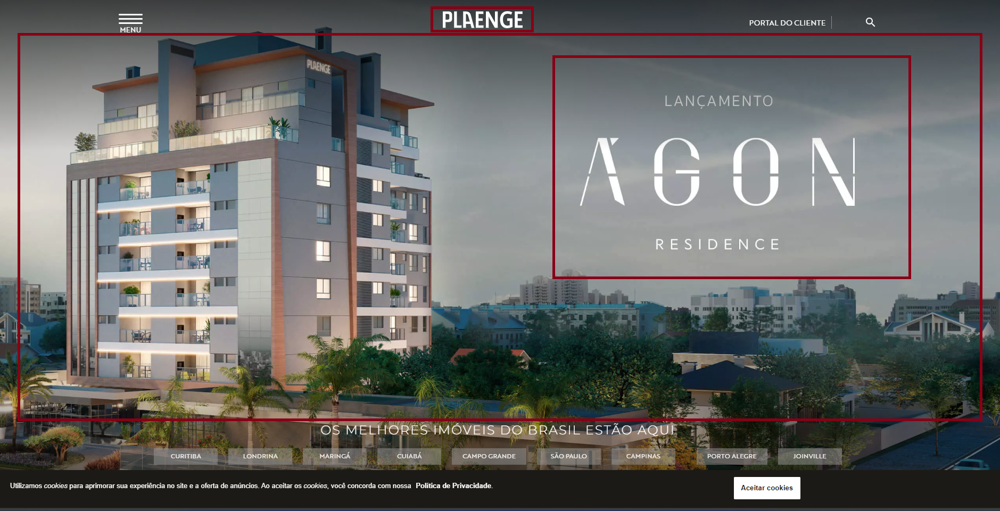 MENU
PLAENGE
PORTAL DO CLIENTE
PLAENGE
LANÇAMENTO
ÁGON
RESIDENCE
OS MELHORES IMÓVEIS DO BRASIL ESTÃO AQUI
CURITIBA
LONDRINA
MARINGÁ
CUIABÁ
CAMPO GRANDE
SÃO PAULO
CAMPINAS
PORTO ALEGRE
JOINVILLE
Utilizamos cookies para aprimorar sua experiência no site e a oferta de anúncios. Ao aceitar os cookies, você concorda com nossa Política de Privacidade.
Aceitar cookies